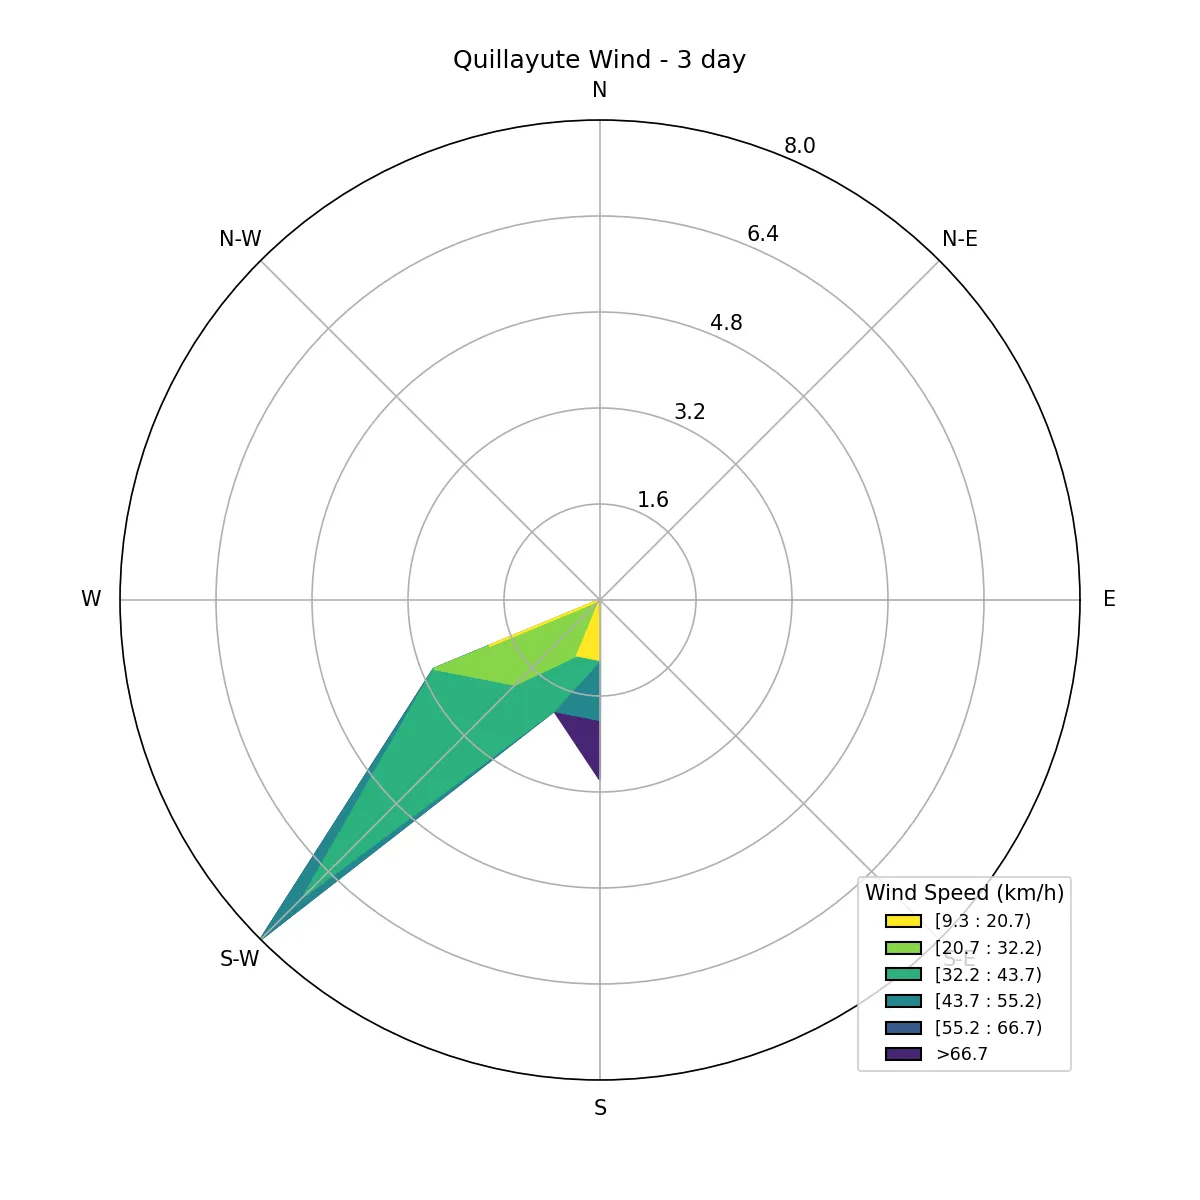 Quillayute Wind - 3 day
N
8.0
N-W
N-E
6.4
4.8
3.2
1.6
W
E
S-W
S-E
Wind Speed (km/h)
[9.3 : 20.7)
[20.7 : 32.2)
[32.2 : 43.7)
[43.7 : 55.2)
[55.2 : 66.7)
>66.7
S